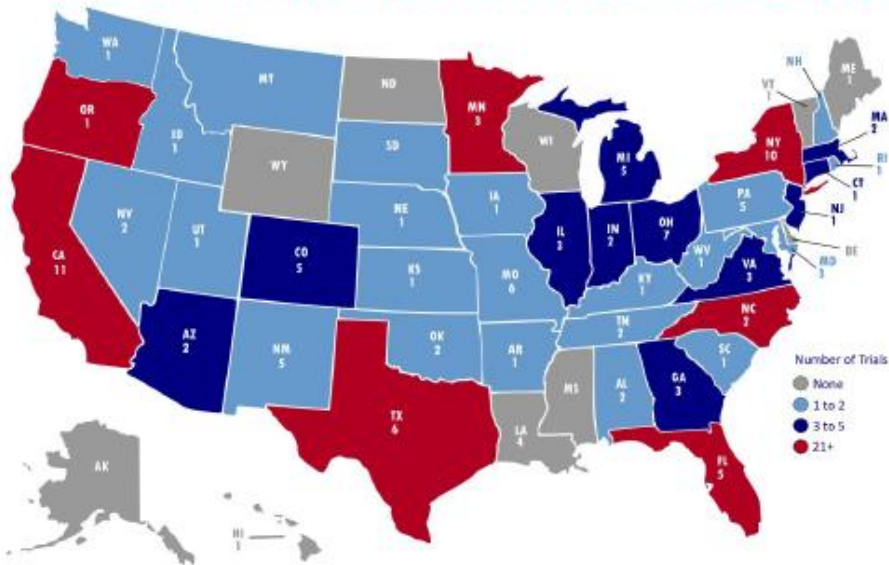 WA
1
MT
ND
MN
3
OR
1
ID
1
SD
WI
WY
MI
5
NH
VT
1
ME
1
MA
2
NY
10
RI
1
CT
1
NV
2
UT
1
NE
1
IA
1
PA
5
NJ
1
CA
11
CO
5
KS
1
MO
6
IL
3
IN
2
OH
7
WV
1
VA
3
DE
MD
KY
1
AZ
2
NM
5
OK
2
AR
1
TN
2
NC
2
SC
1
MS
AL
2
GA
3
TX
6
LA
4
FL
5
AK
HI
1
Number of Trials
None
1 to 2
3 to 5
21+